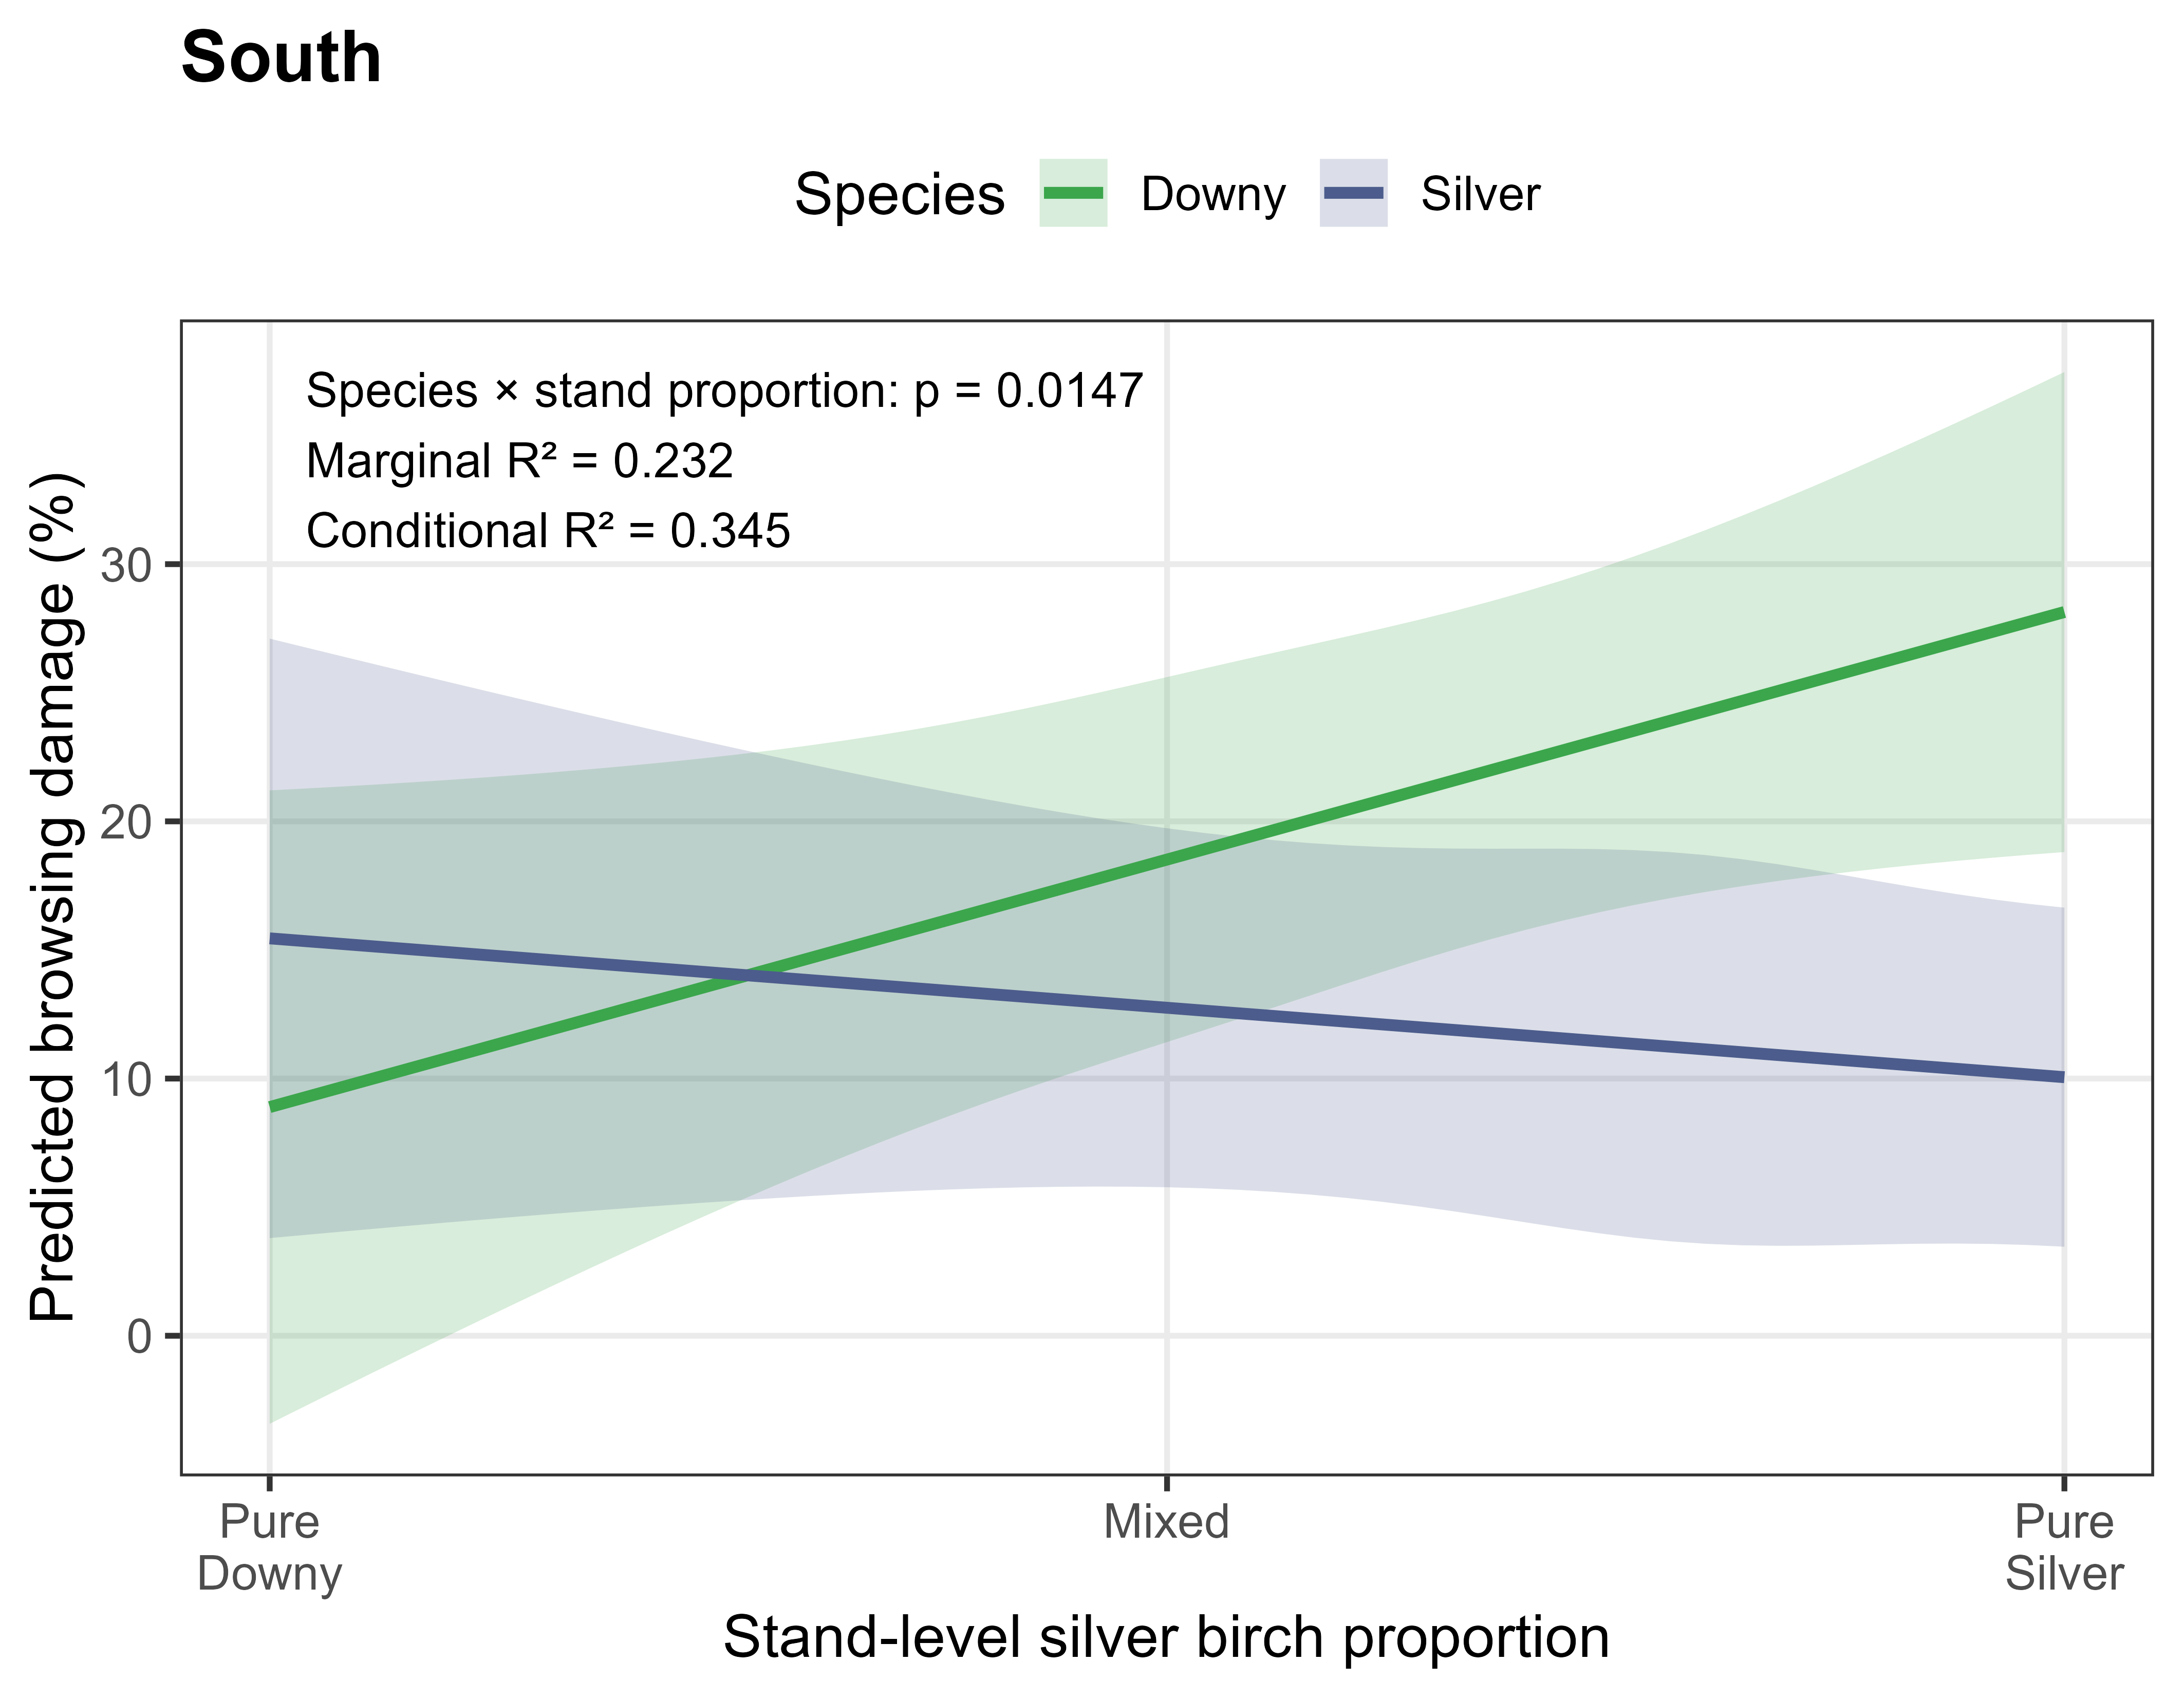 South
Species Downy Silver
Species × stand proportion: p = 0.0147
Marginal R² = 0.232
Conditional R² = 0.345
Predicted browsing damage (%)
30
20
10
0
Pure Downy
Mixed
Pure Silver
Stand-level silver birch proportion